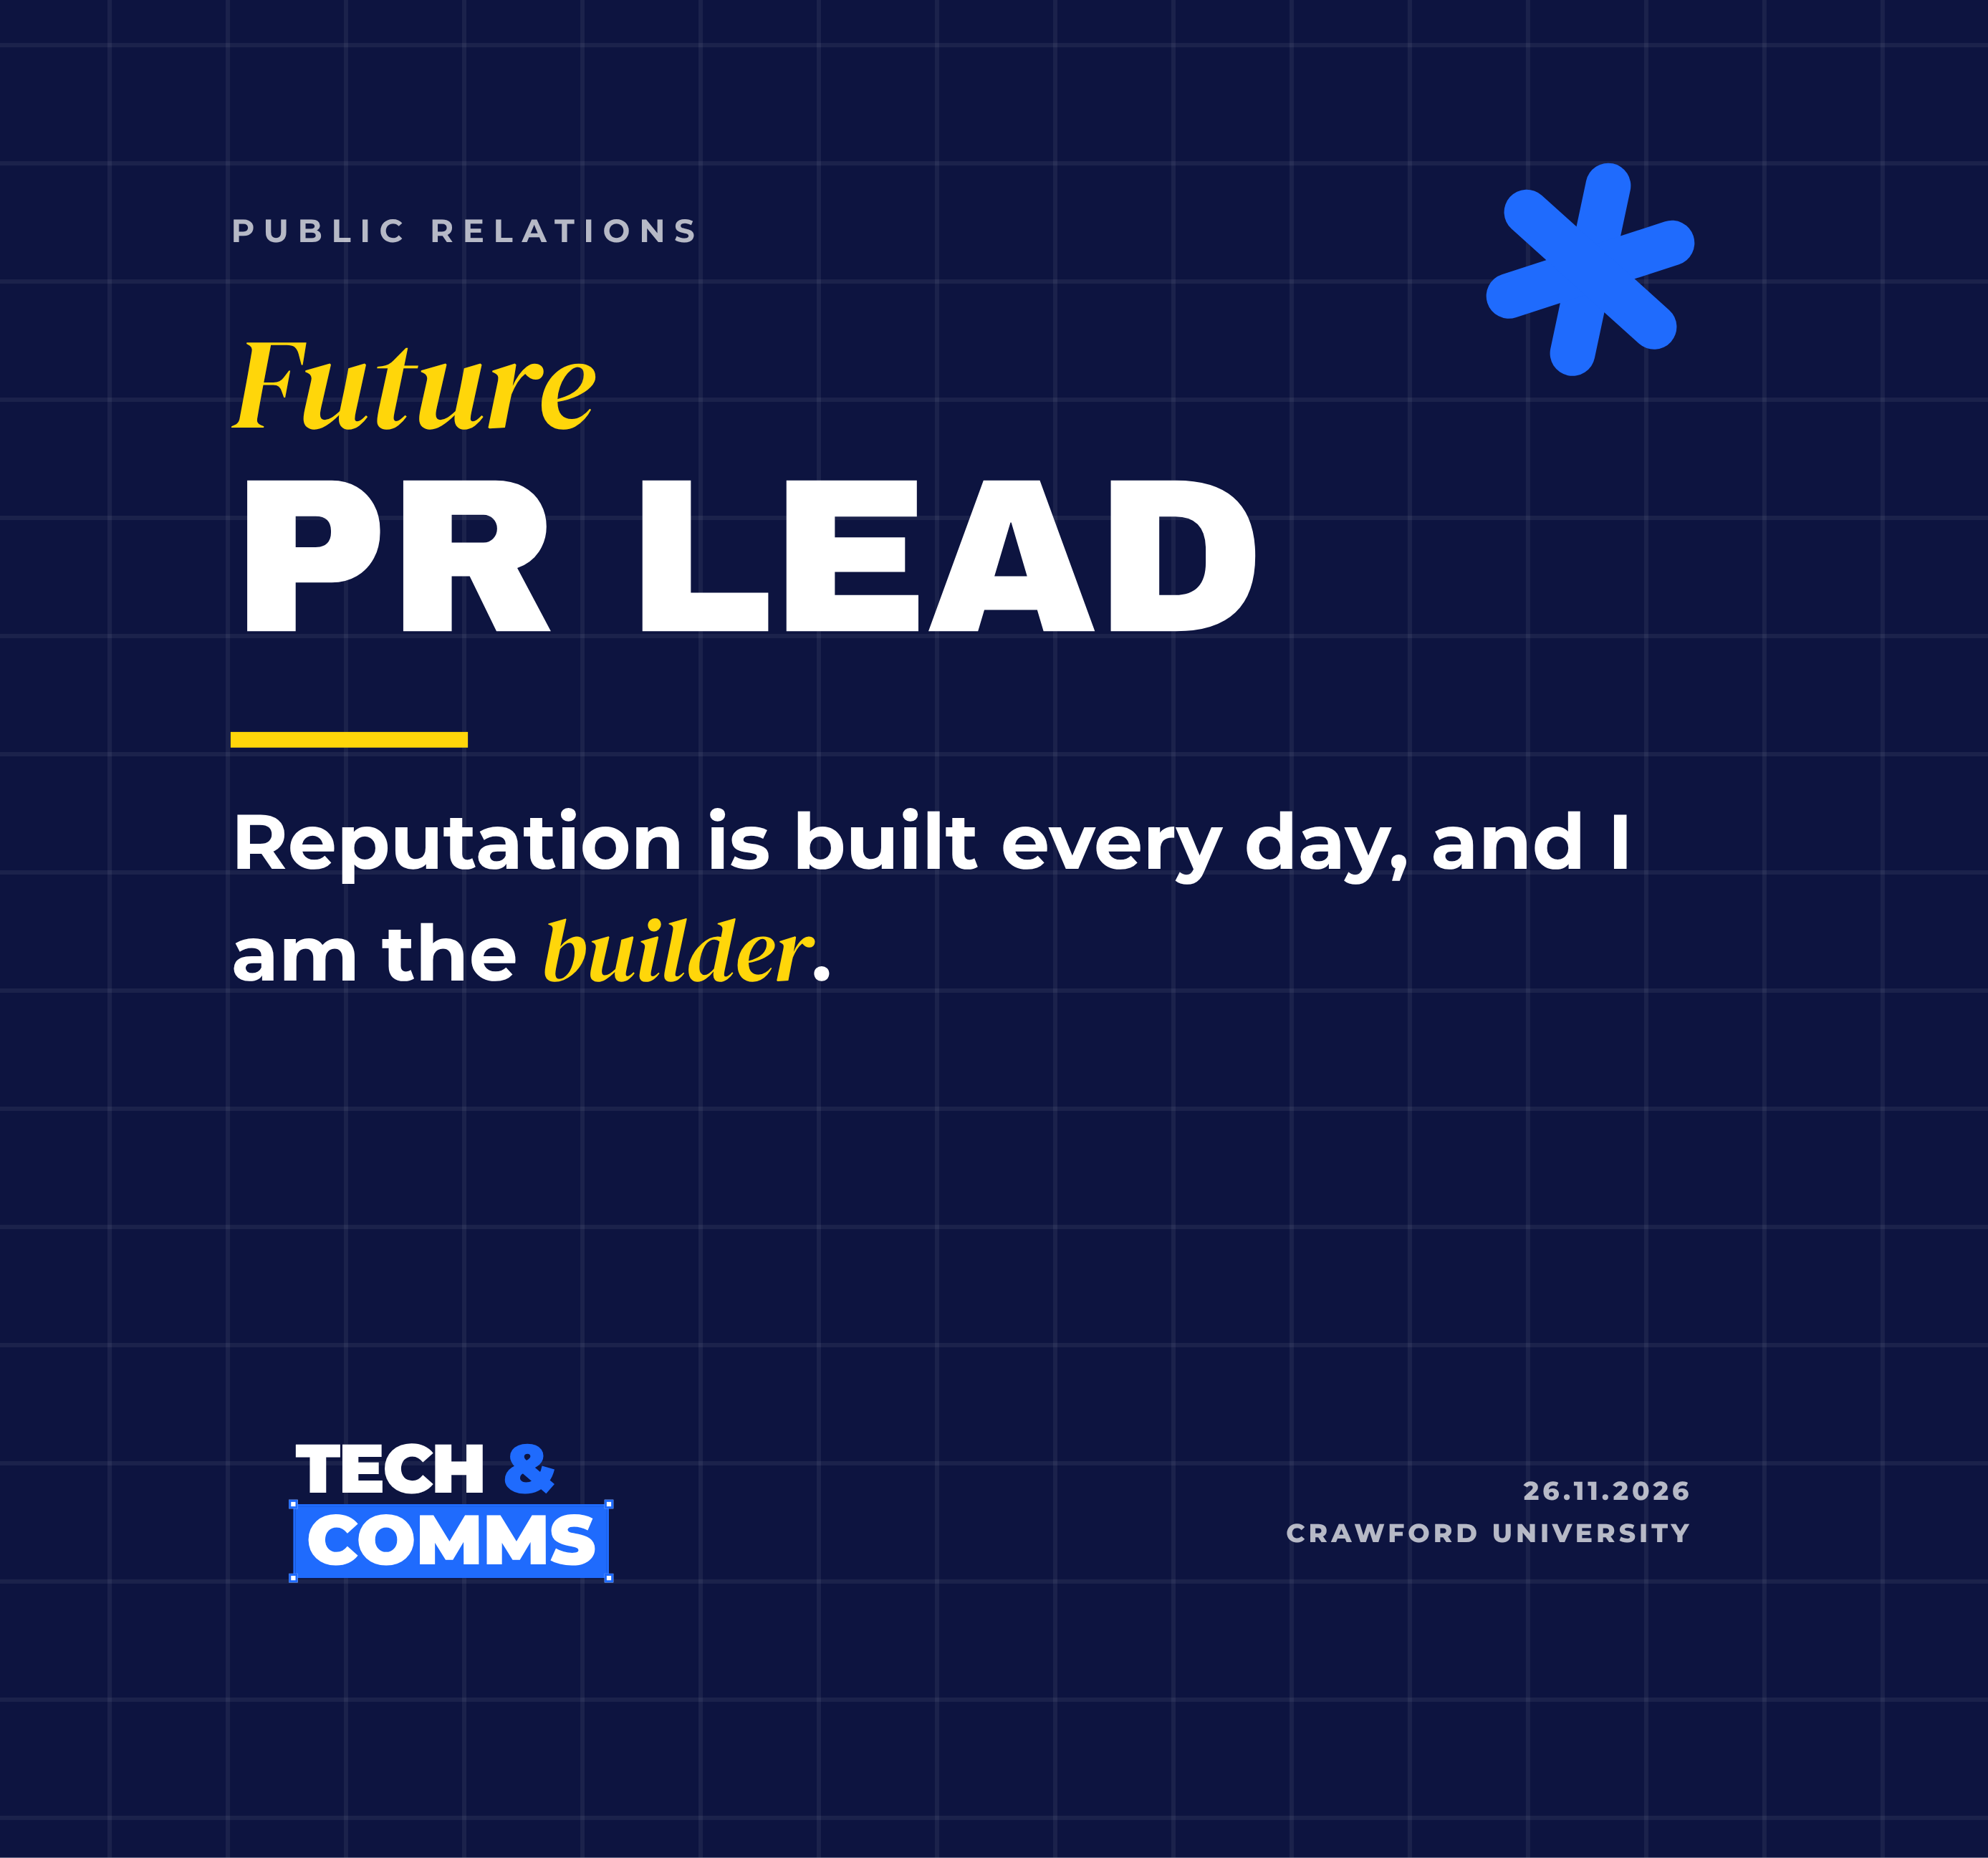 PUBLIC RELATIONS
Future
PR LEAD
Reputation is built every day, and I
am the builder.
TECH &
COMMS
26.11.2026
CRAWFORD UNIVERSITY